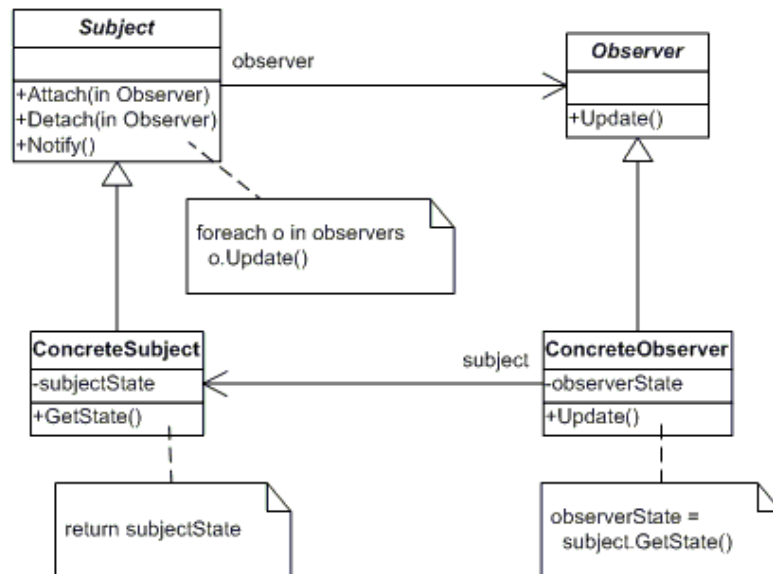 Subject
+Attach(in Observer)
+Detach(in Observer)
+Notify()
observer
Observer
+Update()
foreach o in observers
o.Update()
ConcreteSubject
-subjectState
+GetState()
subject
ConcreteObserver
-observerState
+Update()
return subjectState
observerState =
subject.GetState()